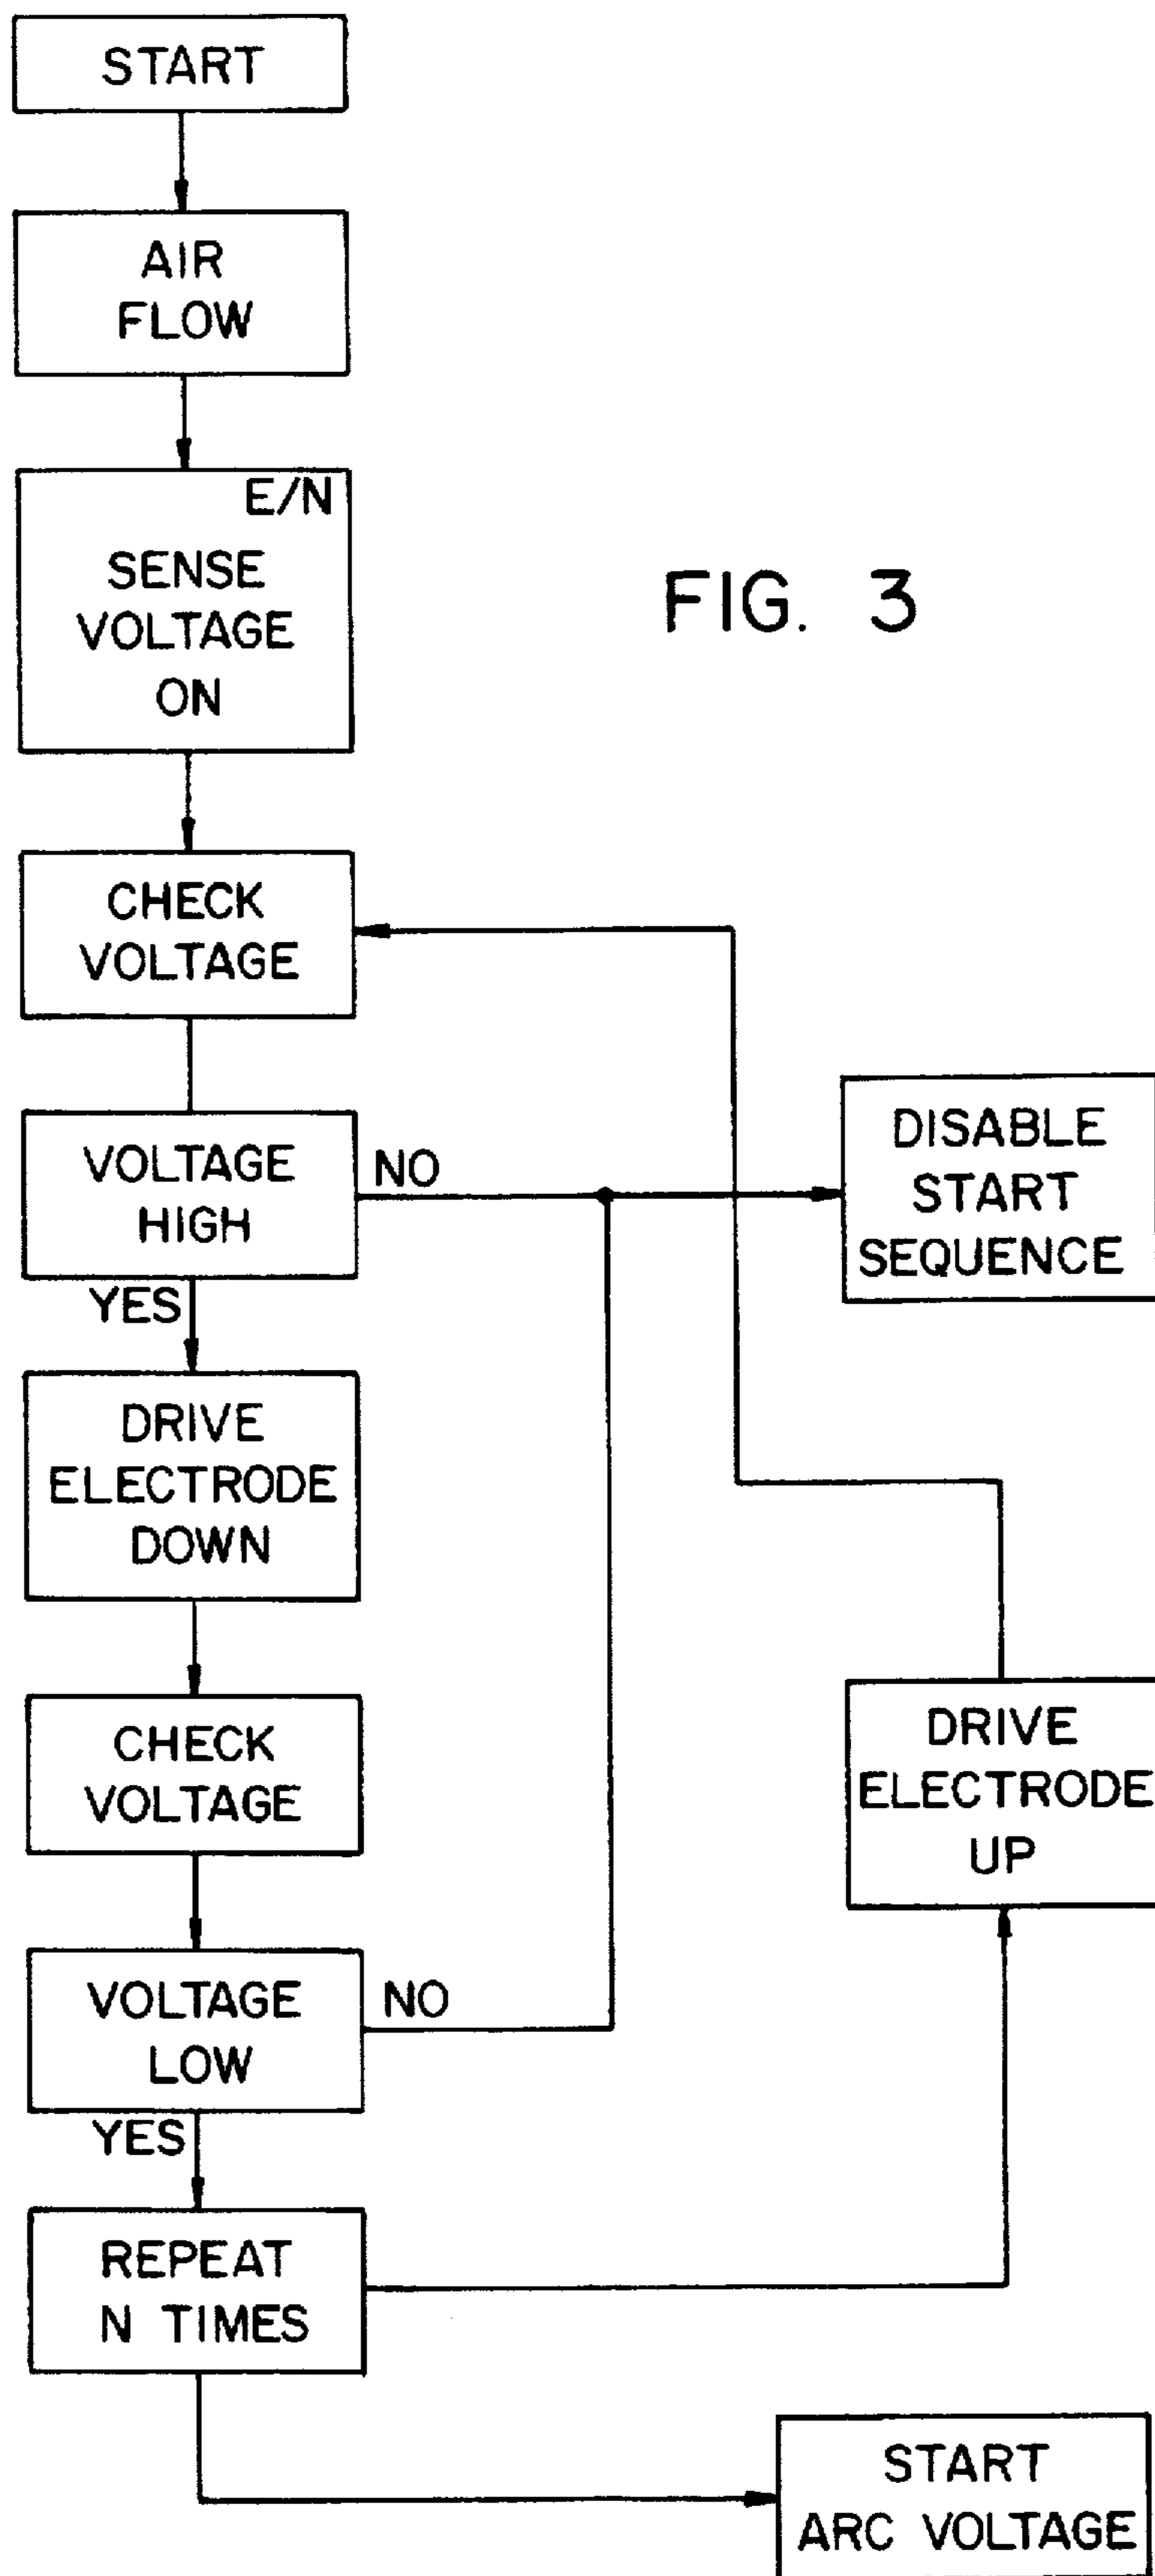 START
AIR
FLOW
E/N
SENSE
VOLTAGE
ON
FIG. 3
CHECK
VOLTAGE
VOLTAGE
HIGH
NO
YES
DISABLE
START
SEQUENCE
DRIVE
ELECTRODE
DOWN
CHECK
VOLTAGE
DRIVE
ELECTRODE
UP
VOLTAGE
LOW
NO
YES
REPEAT
N TIMES
START
ARC VOLTAGE